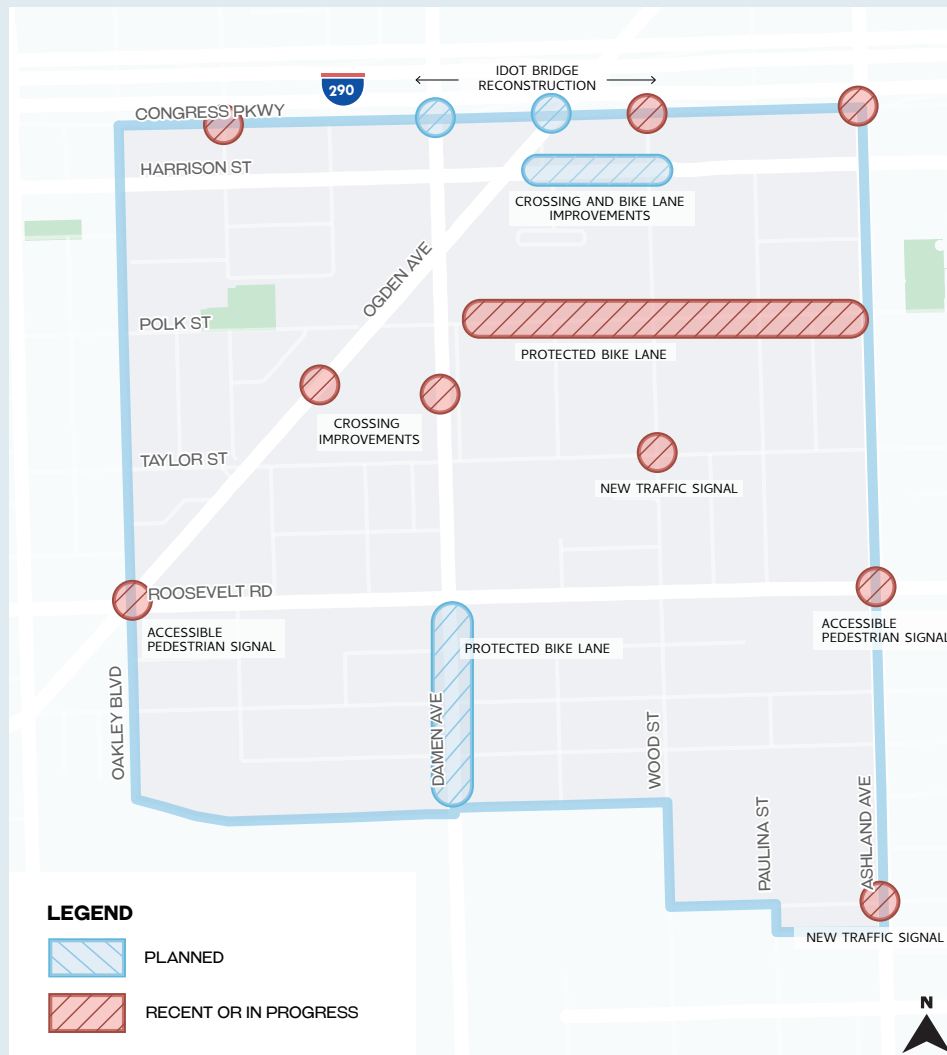 IDOT BRIDGE
RECONSTRUCTION
290
CONGRESS PKWY
HARRISON ST
CROSSING AND BIKE LANE
IMPROVEMENTS
OGDEN AVE
POLK ST
PROTECTED BIKE LANE
CROSSING
IMPROVEMENTS
TAYLOR ST
NEW TRAFFIC SIGNAL
ROOSEVELT RD
ACCESSIBLE
PEDESTRIAN SIGNAL
ACCESSIBLE
PEDESTRIAN SIGNAL
PROTECTED BIKE LANE
OAKLEY BLVD
DAMEN AVE
WOOD ST
PAULINA ST
ASHLAND AVE
NEW TRAFFIC SIGNAL
LEGEND
PLANNED
RECENT OR IN PROGRESS
N